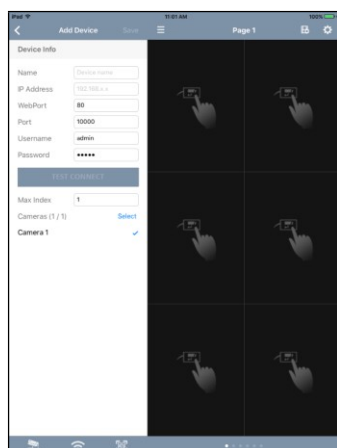 iPad
11:01 AM
100%
Add Device
Save
Page 1
Device Info
Name
Device name
IP Address
192.168.x.x
WebPort
80
Port
10000
Username
admin
Password
•••••
TEST CONNECT
Max Index
1
Cameras (1 / 1)
Select
Camera 1